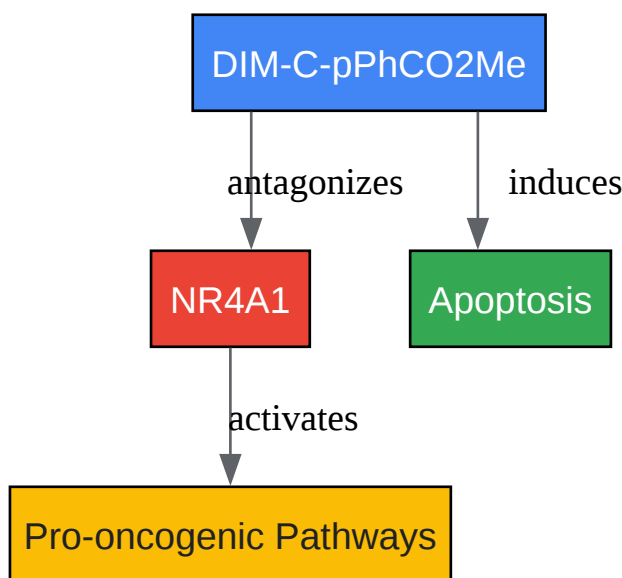 DIM-C-pPhCO2Me
antagonizes
induces
NR4A1
Apoptosis
activates
Pro-oncogenic Pathways